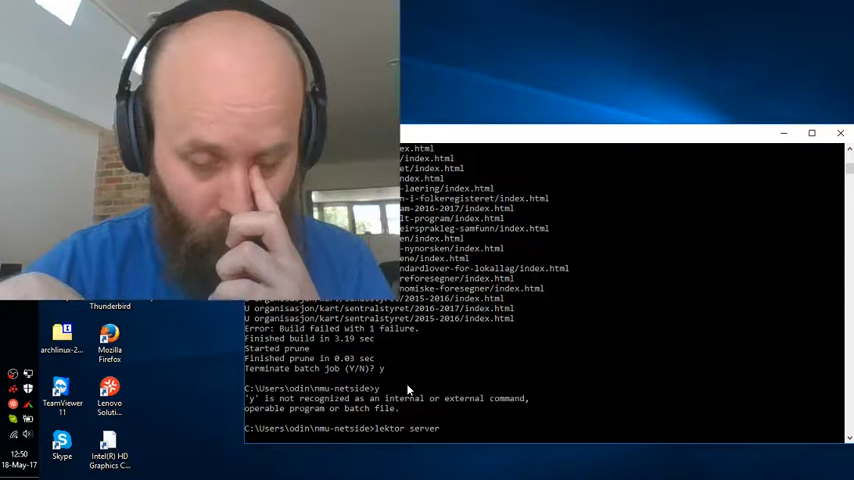 ex.html
/index.html
et/index.html
ndex.html
-laering/index.html
n-i-folkeregisteret/index.html
am-2016-2017/index.html
lt-program/index.html
eirsprakleg-samfunn/index.html
en/index.html
-nynorsken/index.html
ene/index.html
ndardlover-for-lokallag/index.html
reforesegner/index.html
nomiske-foresegner/index.html
/2015-2016/index.html
U organisasjon/kart/sentralstyret/2016-2017/index.html
U organisasjon/kart/sentralstyret/2015-2016/index.html
Error: Build failed with 1 failure.
Finished build in 3.19 sec
Started prune
Finished prune in 0.03 sec
Terminate batch job (Y/N)? y
C:\Users\odin\nmu-netside>y
'y' is not recognized as an internal or external command,
operable program or batch file.
C:\Users\odin\nmu-netside>lektor server
Thunderbird
archlinux-2...
Mozilla
Firefox
TeamViewer
11
Lenovo
Soluti...
Skype
Intel(R) HD
Graphics C...
12:50
18-May-17